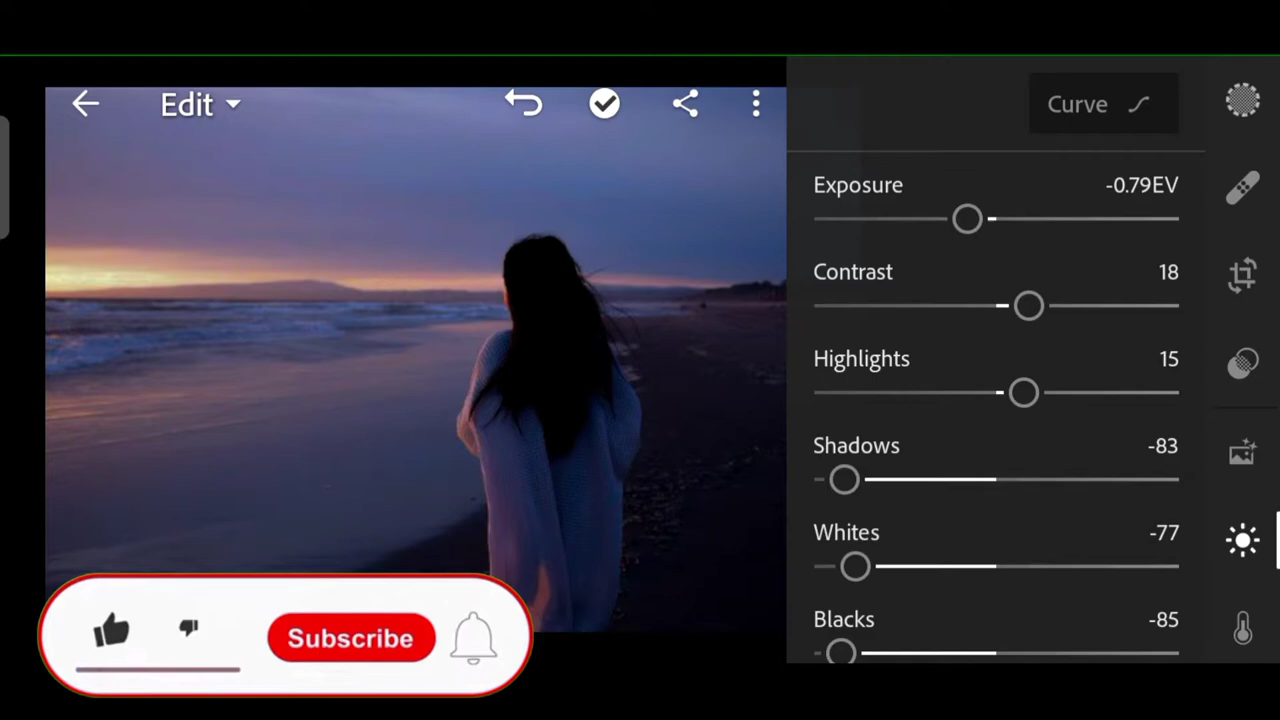 Edit
Curve
Exposure -0.79EV
Contrast 18
Highlights 15
Shadows -83
Whites -77
Blacks -85
Subscribe